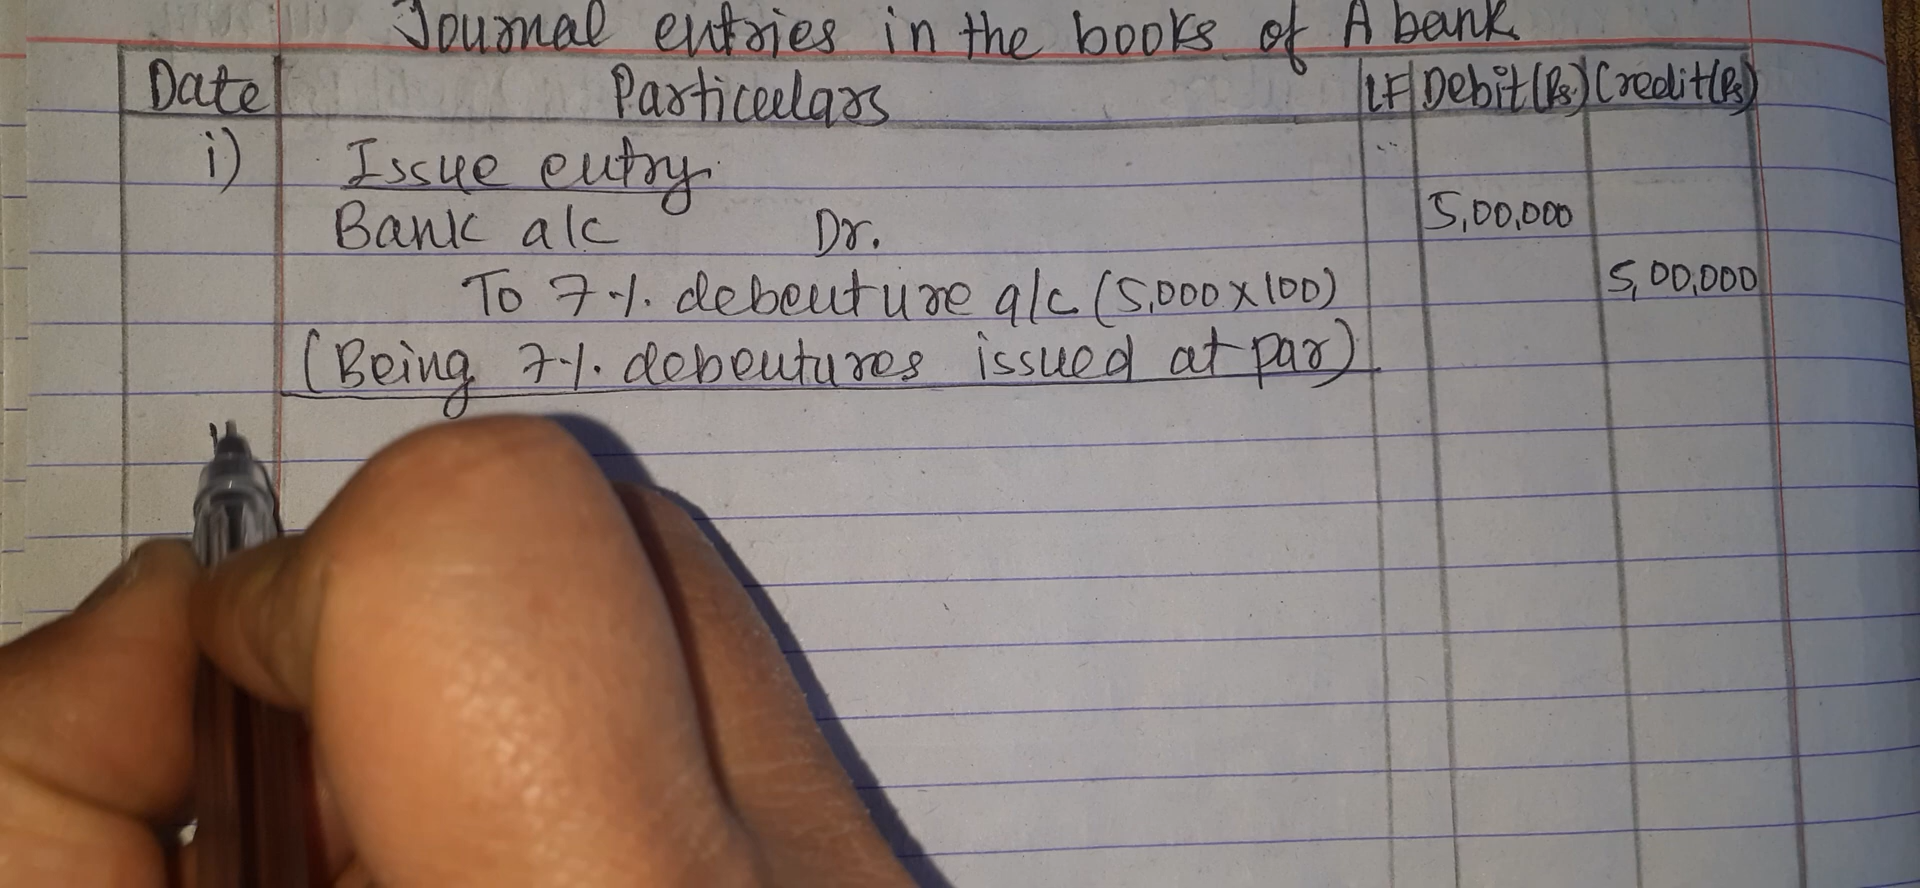 Journal entries in the books of A bank
Date Particulars LF Debit(Rs) Credit(Rs)
i) Issue entry
Bank a/c Dr. 5,00,000
To 7%. debenture a/c (5,000 x 100) 5,00,000
(Being 7%. debentures issued at par)